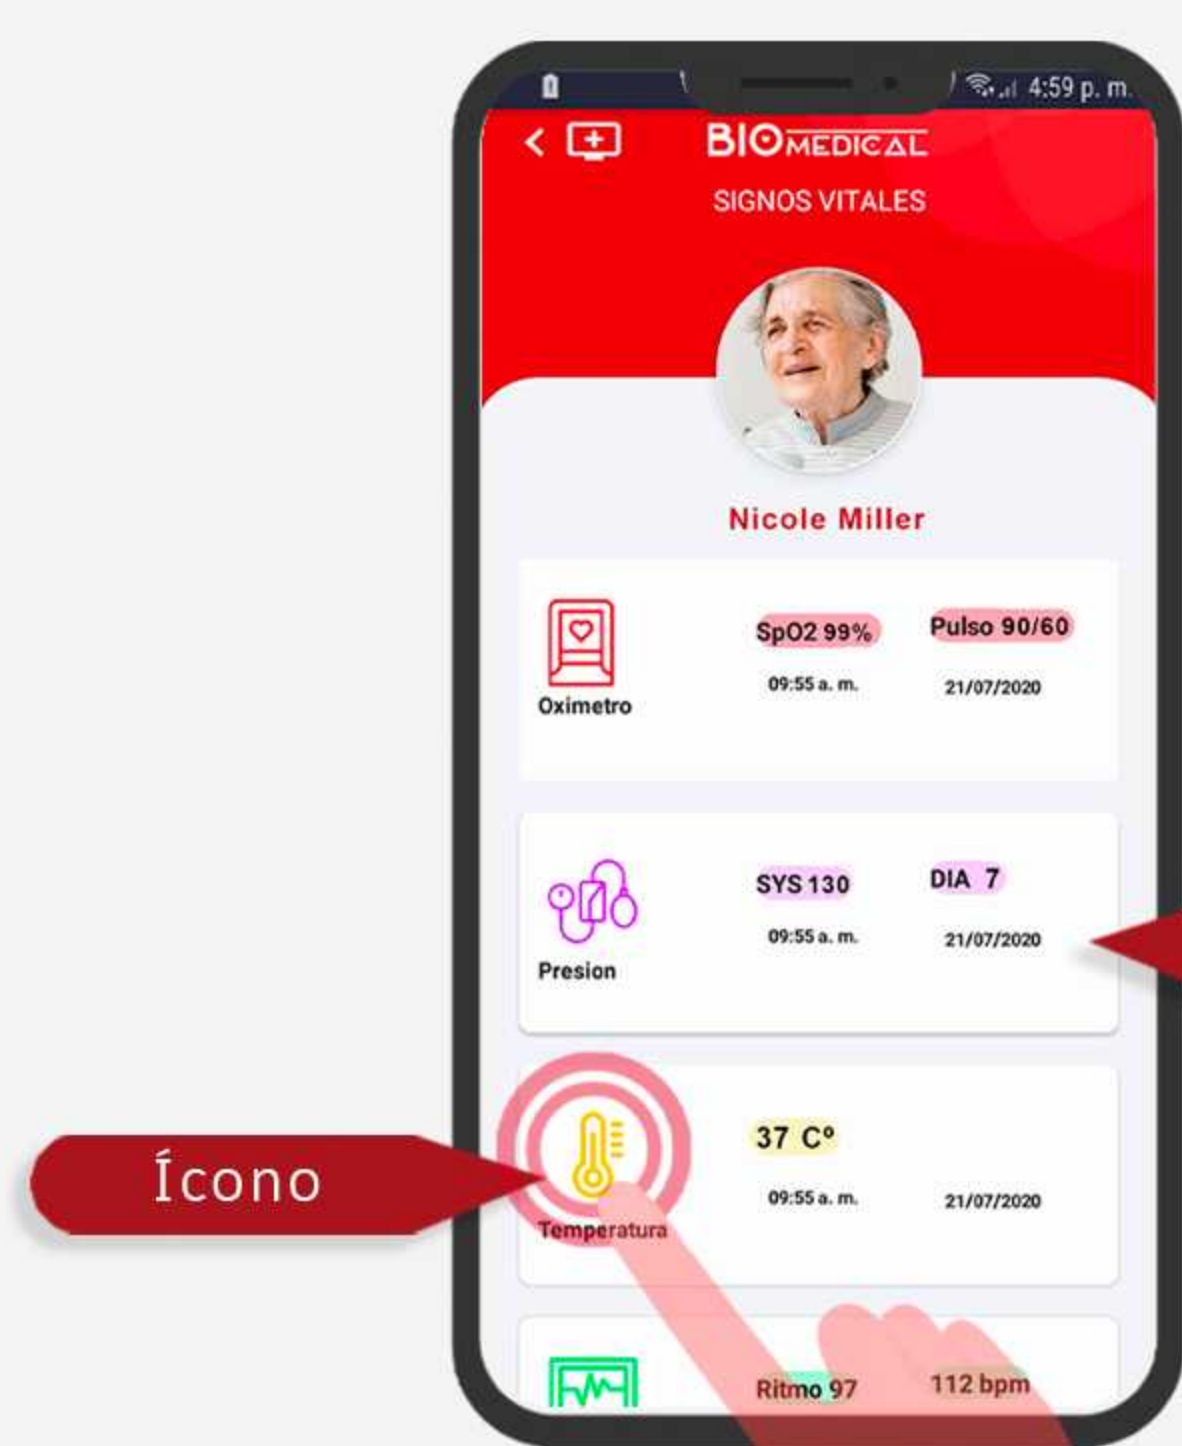 4:59 p. m.
BIOMEDICAL
SIGNOS VITALES
Nicole Miller
SpO2 99% Pulso 90/60
09:55 a. m. 21/07/2020
Oximetro
SYS 130 DIA 7
09:55 a. m. 21/07/2020
Presion
37 Cº
Ícono
09:55 a. m. 21/07/2020
Temperatura
Ritmo 97 112 bpm